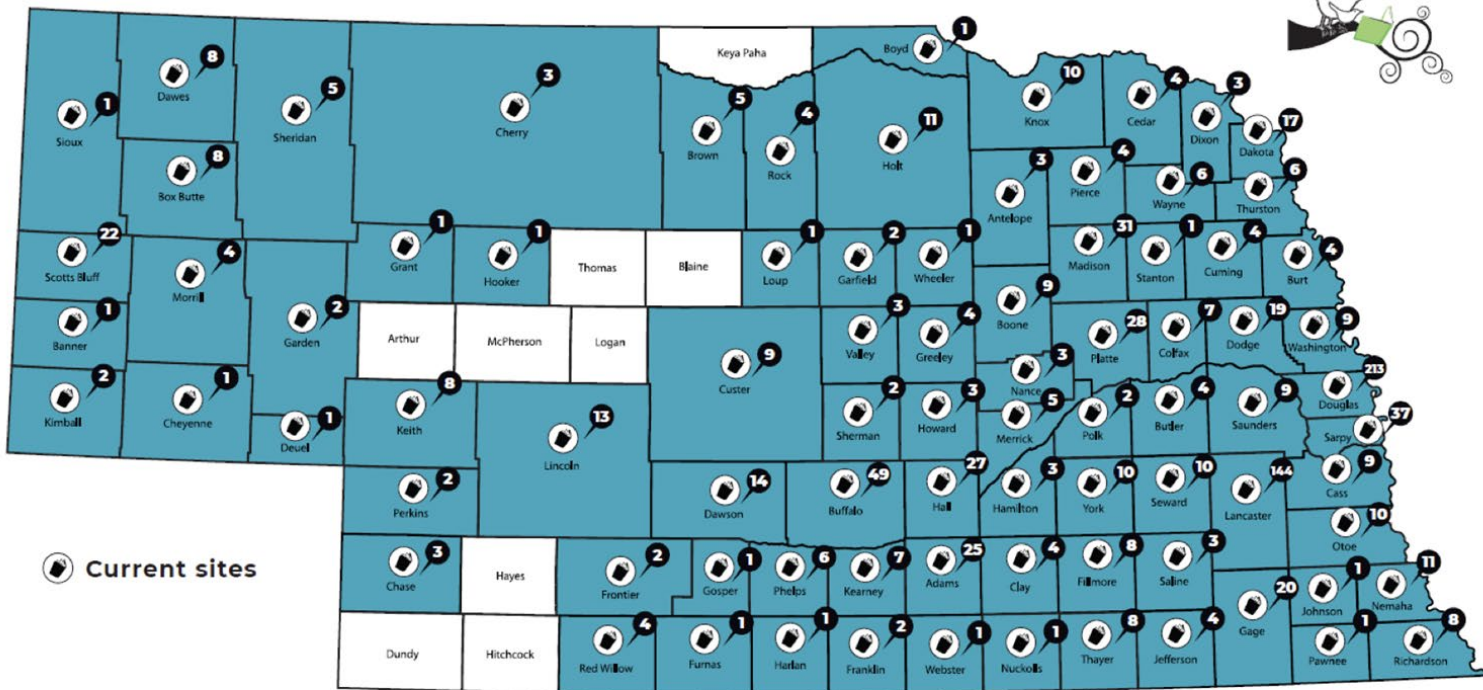 1
Boyd
Keya Paha
8
Dawes
1
Sioux
5
Sheridan
3
Cherry
5
Brown
4
Rock
11
Holt
10
Knox
4
Cedar
3
Dixon
17
Dakota
8
Box Butte
3
Antelope
4
Pierce
6
Wayne
6
Thurston
22
Scotts Bluff
4
Morrill
1
Grant
1
Hooker
Thomas
Blaine
1
Loup
2
Garfield
1
Wheeler
31
Madison
1
Stanton
4
Cuming
4
Burt
1
Banner
2
Garden
Arthur
McPherson
Logan
9
Custer
3
Valley
4
Greeley
9
Boone
28
Platte
7
Colfax
19
Dodge
9
Washington
2
Kimball
1
Cheyenne
1
Deuel
8
Keith
13
Lincoln
2
Sherman
3
Howard
3
Nance
5
Merrick
2
Polk
4
Butler
9
Saunders
213
Douglas
37
Sarpy
2
Perkins
14
Dawson
49
Buffalo
27
Hall
3
Hamilton
10
York
10
Seward
144
Lancaster
9
Cass
10
Otoe
Current sites
3
Chase
Hayes
2
Frontier
1
Gosper
6
Phelps
7
Kearney
25
Adams
4
Clay
8
Fillmore
3
Saline
20
Gage
1
Johnson
11
Nemaha
Dundy
Hitchcock
4
Red Willow
1
Furnas
1
Harlan
2
Franklin
1
Webster
1
Nuckolls
8
Thayer
4
Jefferson
1
Pawnee
8
Richardson